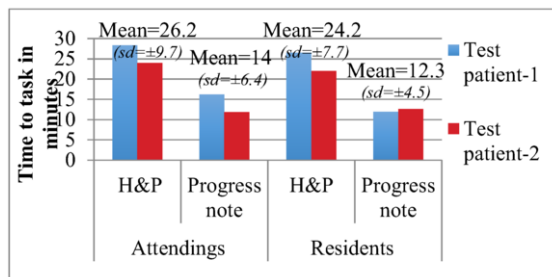 Time to task in
minutes
30
25
20
15
10
5
0
Mean=26.2
(sd=±9.7)
Mean=14
(sd=±6.4)
Mean=24.2
(sd=±7.7)
Mean=12.3
(sd=±4.5)
H&P
Progress
note
H&P
Progress
note
Attendings
Residents
Test
patient-1
Test
patient-2